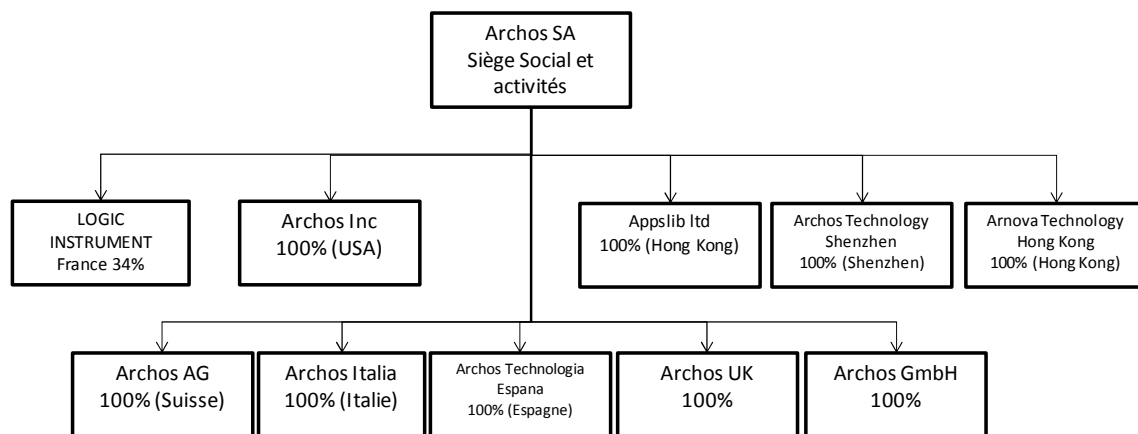 Archos SA
Siège Social et
activités
LOGIC
INSTRUMENT
France 34%
Archos Inc
100% (USA)
Appslib ltd
100% (Hong Kong)
Archos Technology
Shenzhen
100% (Shenzhen)
Arnova Technology
Hong Kong
100% (Hong Kong)
Archos AG
100% (Suisse)
Archos Italia
100% (Italie)
Archos Technologia
Espana
100% (Espagne)
Archos UK
100%
Archos GmbH
100%